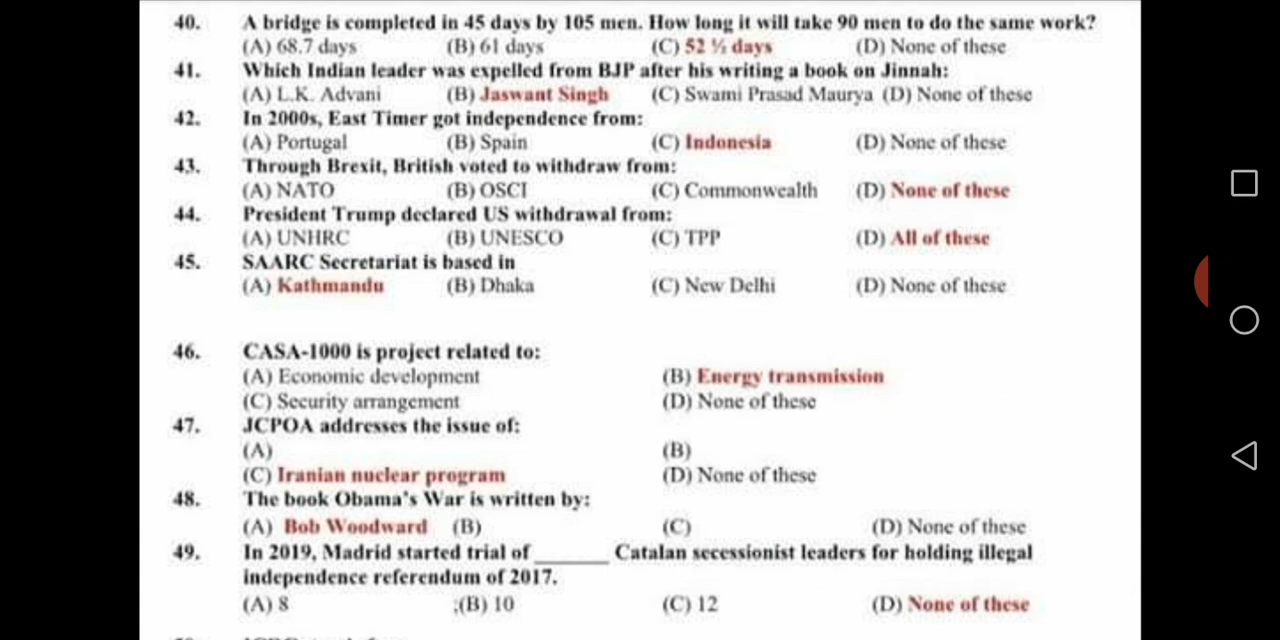 40. A bridge is completed in 45 days by 105 men. How long it will take 90 men to do the same work?
(A) 68.7 days (B) 61 days (C) 52 ½ days (D) None of these
41. Which Indian leader was expelled from BJP after his writing a book on Jinnah:
(A) L.K. Advani (B) Jaswant Singh (C) Swami Prasad Maurya (D) None of these
42. In 2000s, East Timor got independence from:
(A) Portugal (B) Spain (C) Indonesia (D) None of these
43. Through Brexit, British voted to withdraw from:
(A) NATO (B) OSCI (C) Commonwealth (D) None of these
44. President Trump declared US withdrawal from:
(A) UNHRC (B) UNESCO (C) TPP (D) All of these
45. SAARC Secretariat is based in
(A) Kathmandu (B) Dhaka (C) New Delhi (D) None of these
46. CASA-1000 is project related to:
(A) Economic development (B) Energy transmission
(C) Security arrangement (D) None of these
47. JCPOA addresses the issue of:
(A) (B)
(C) Iranian nuclear program (D) None of these
48. The book Obama's War is written by:
(A) Bob Woodward (B) (C) (D) None of these
49. In 2019, Madrid started trial of _______ Catalan secessionist leaders for holding illegal
independence referendum of 2017.
(A) 8 ;(B) 10 (C) 12 (D) None of these